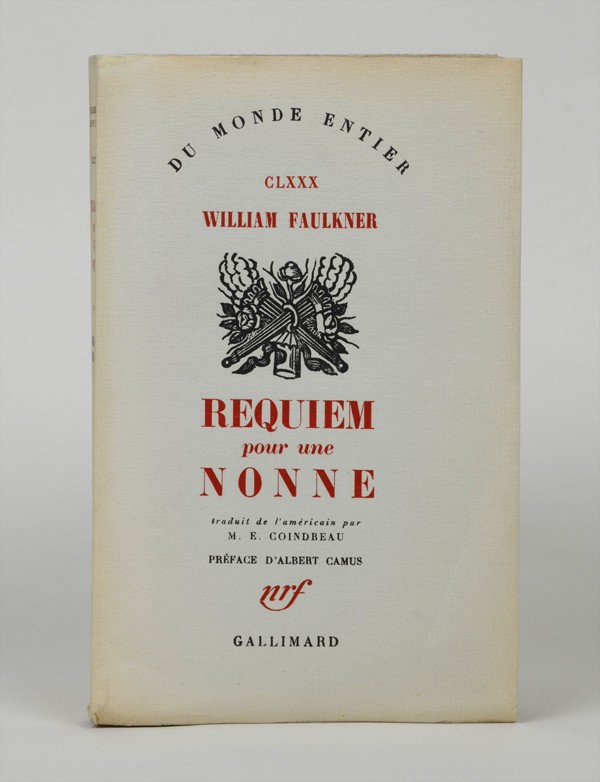 DU MONDE ENTIER
CLXXX
WILLIAM FAULKNER
REQUIEM
pour une
NONNE
traduit de l'américain par
M. E. COINDREAU
PRÉFACE D'ALBERT CAMUS
nrf
GALLIMARD